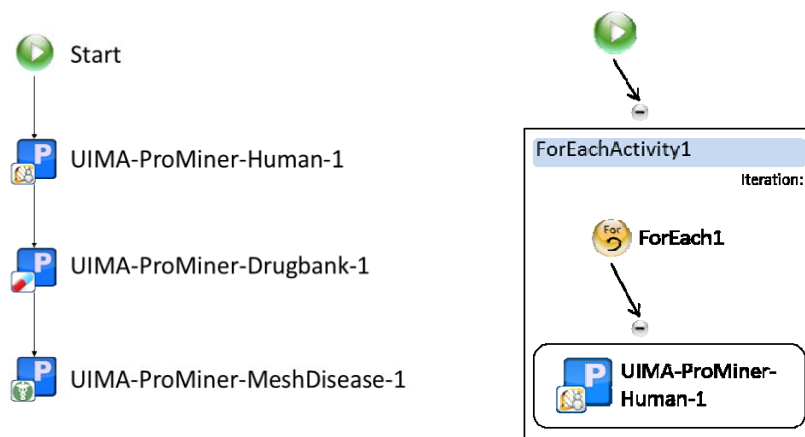 Start
UIMA-ProMiner-Human-1
UIMA-ProMiner-Drugbank-1
UIMA-ProMiner-MeshDisease-1
ForEachActivity1
Iteration:
For
ForEach1
UIMA-ProMiner-
Human-1
P
P
P
P